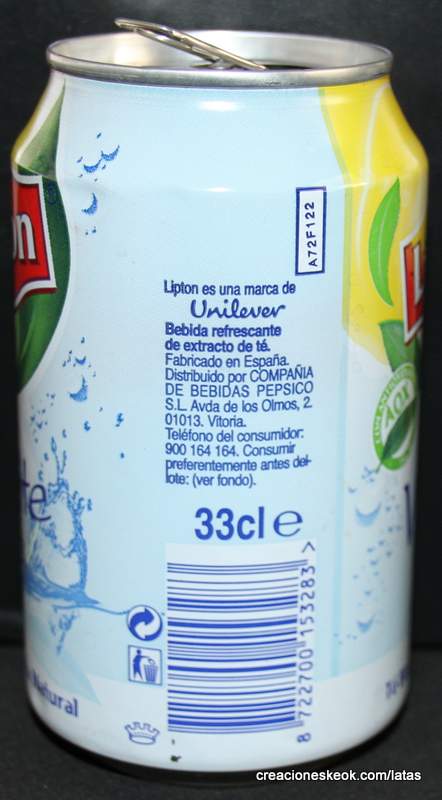 A72F122
Lipton es una marca de
Unilever
Bebida refrescante
de extracto de té.
Fabricado en España.
Distribuido por COMPAÑIA
DE BEBIDAS PEPSICO
S.L. Avda de los Olmos, 2.
01013. Vitoria.
Teléfono del consumidor:
900 164 164. Consumir
preferentemente antes del-
lote: (ver fondo).
33cl e
8 722700 153283 >
Natural
creacioneskeok.com/latas